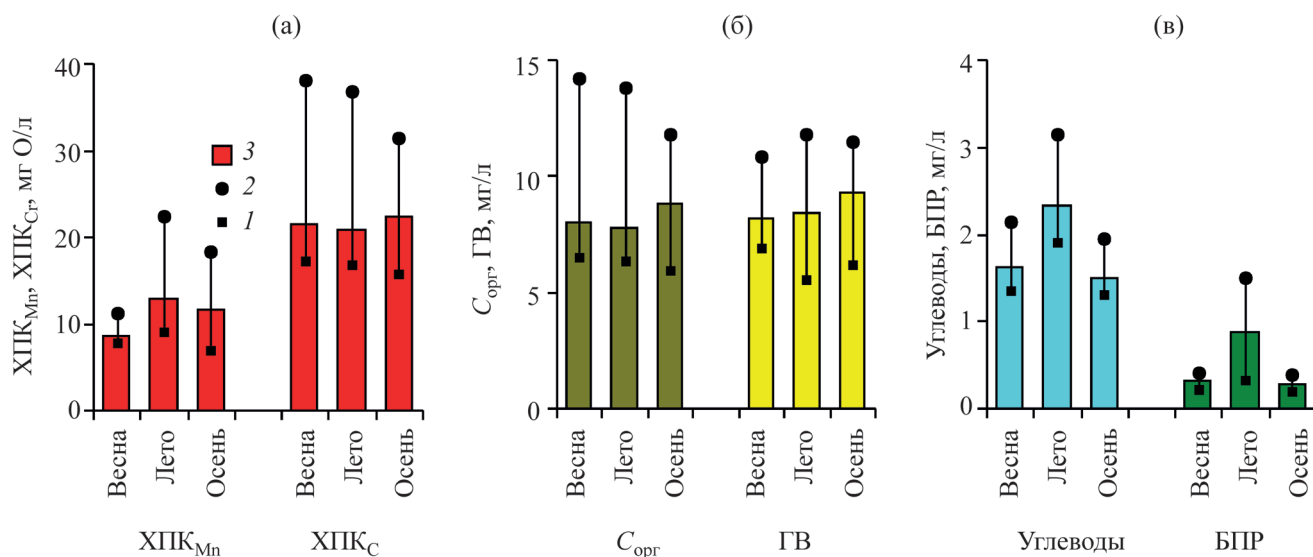 (а)
ХПК_Mn, ХПК_Cr, мг О/л
40
30
20
10
0
3
2
1
Весна
Лето
Осень
Весна
Лето
Осень
ХПК_Mn
ХПК_С
(б)
C_орг, ГВ, мг/л
15
10
5
0
Весна
Лето
Осень
Весна
Лето
Осень
C_орг
ГВ
(в)
Углеводы, БПР, мг/л
4
3
2
1
0
Весна
Лето
Осень
Весна
Лето
Осень
Углеводы
БПР